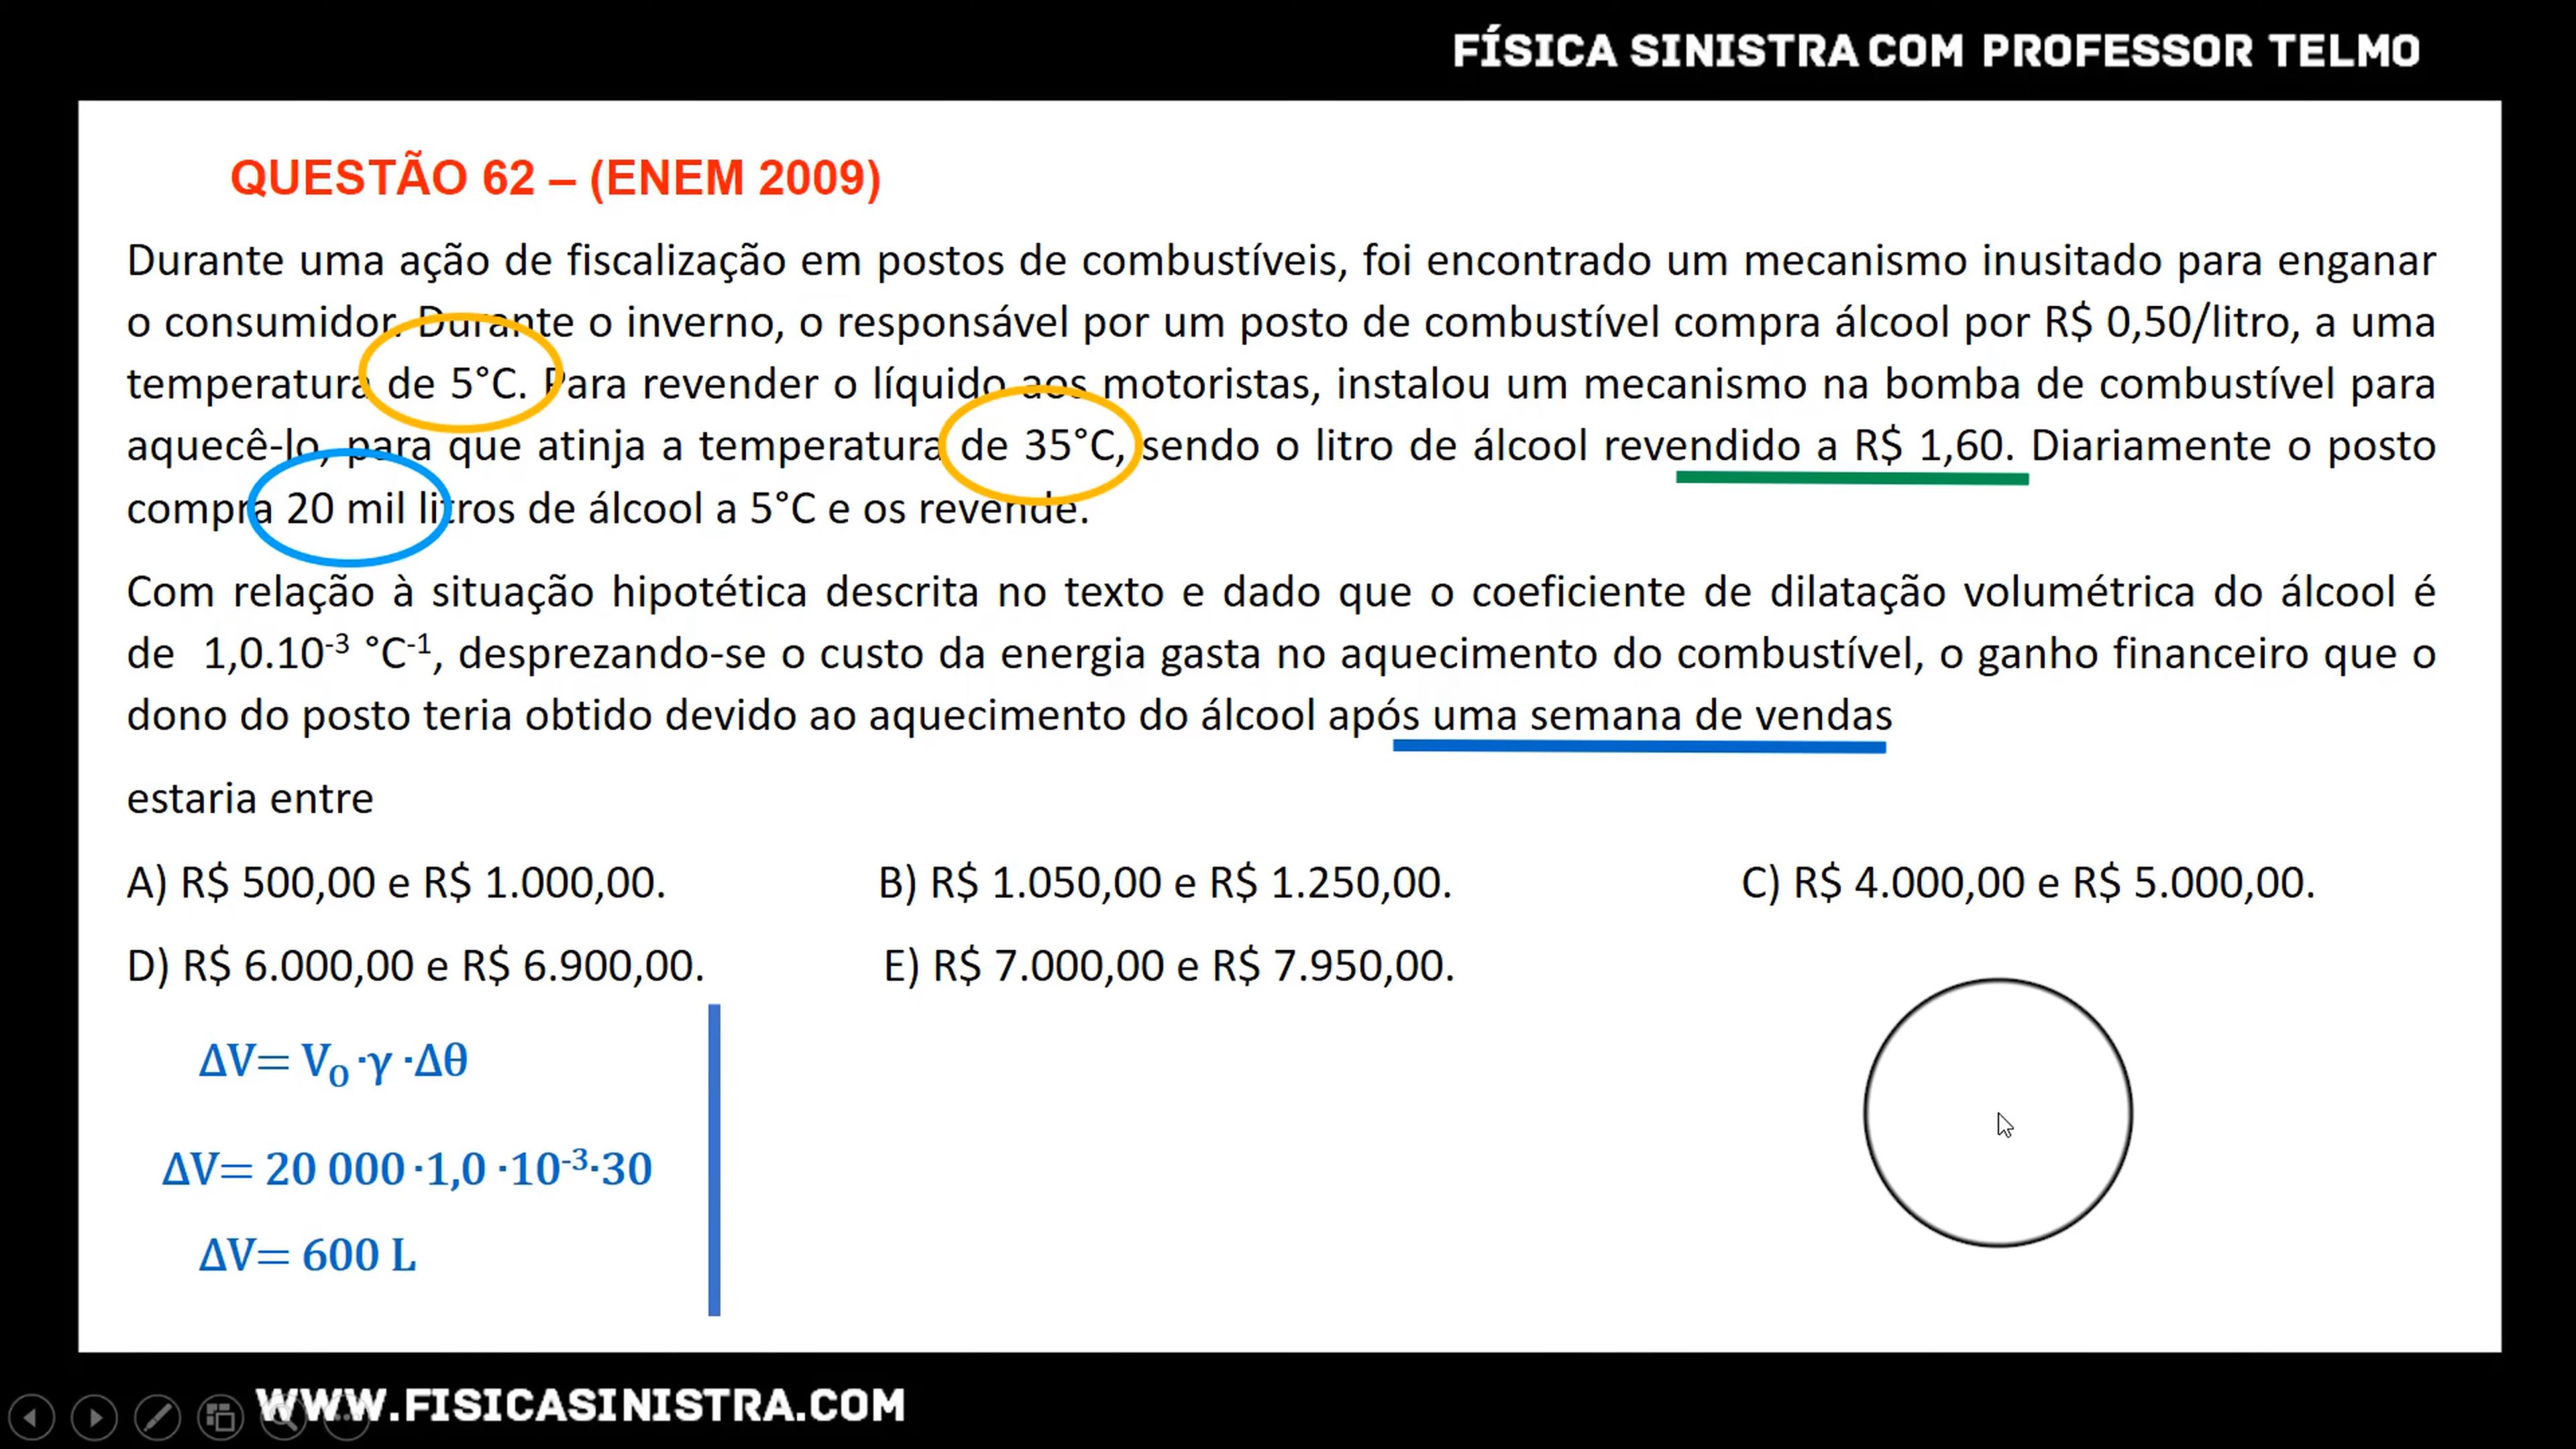 FÍSICA SINISTRA COM PROFESSOR TELMO
QUESTÃO 62 – (ENEM 2009)
Durante uma ação de fiscalização em postos de combustíveis, foi encontrado um mecanismo inusitado para enganar
o consumidor. Durante o inverno, o responsável por um posto de combustível compra álcool por R$ 0,50/litro, a uma
temperatura de 5°C. Para revender o líquido aos motoristas, instalou um mecanismo na bomba de combustível para
aquecê-lo, para que atinja a temperatura de 35°C, sendo o litro de álcool revendido a R$ 1,60. Diariamente o posto
compra 20 mil litros de álcool a 5°C e os revende.
Com relação à situação hipotética descrita no texto e dado que o coeficiente de dilatação volumétrica do álcool é
de 1,0.10⁻³ °C⁻¹, desprezando-se o custo da energia gasta no aquecimento do combustível, o ganho financeiro que o
dono do posto teria obtido devido ao aquecimento do álcool após uma semana de vendas
estaria entre
A) R$ 500,00 e R$ 1.000,00. B) R$ 1.050,00 e R$ 1.250,00. C) R$ 4.000,00 e R$ 5.000,00.
D) R$ 6.000,00 e R$ 6.900,00. E) R$ 7.000,00 e R$ 7.950,00.
ΔV= V₀ ·γ ·Δθ
ΔV= 20 000 ·1,0 ·10⁻³·30
ΔV= 600 L
WWW.FISICASINISTRA.COM